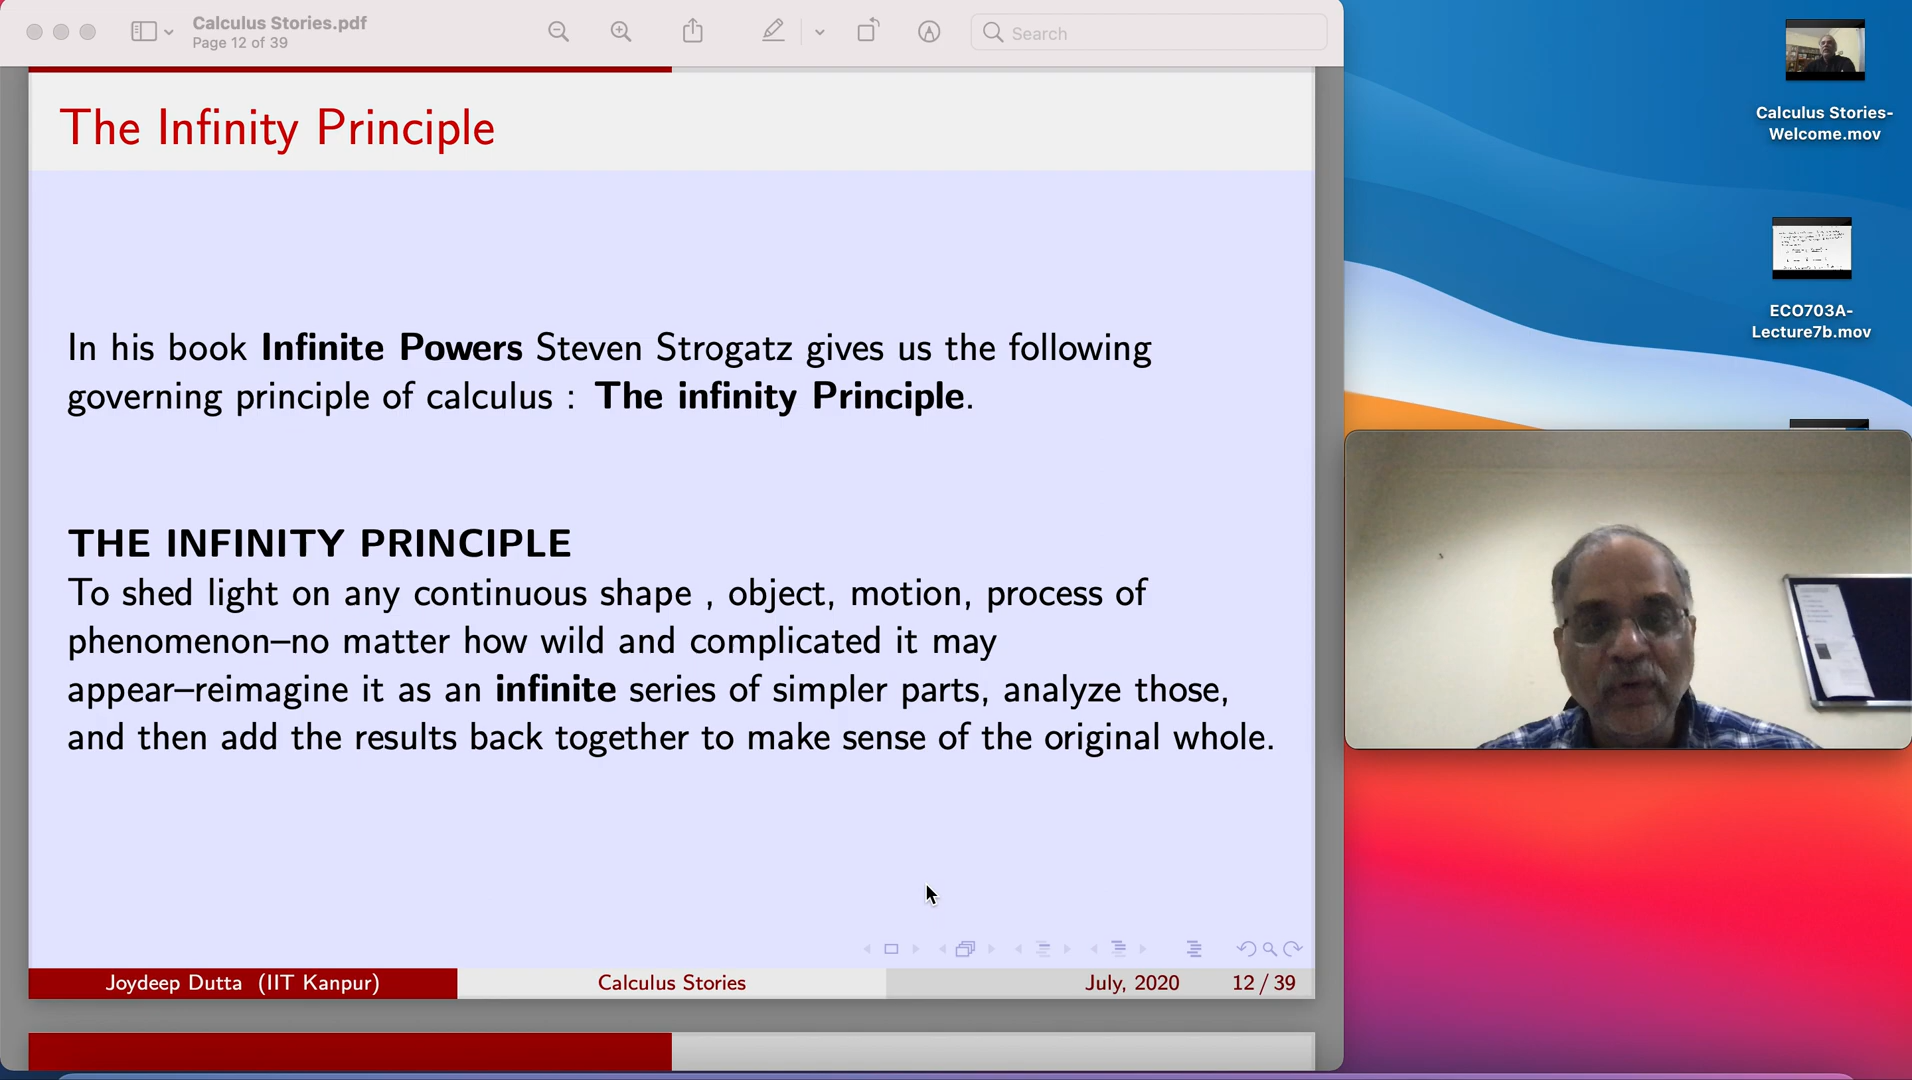 Calculus Stories.pdf
Page 12 of 39
Search
The Infinity Principle
In his book Infinite Powers Steven Strogatz gives us the following
governing principle of calculus : The infinity Principle.
THE INFINITY PRINCIPLE
To shed light on any continuous shape , object, motion, process of
phenomenon–no matter how wild and complicated it may
appear–reimagine it as an infinite series of simpler parts, analyze those,
and then add the results back together to make sense of the original whole.
Joydeep Dutta (IIT Kanpur)
Calculus Stories
July, 2020
12 / 39
Calculus Stories-
Welcome.mov
ECO703A-
Lecture7b.mov